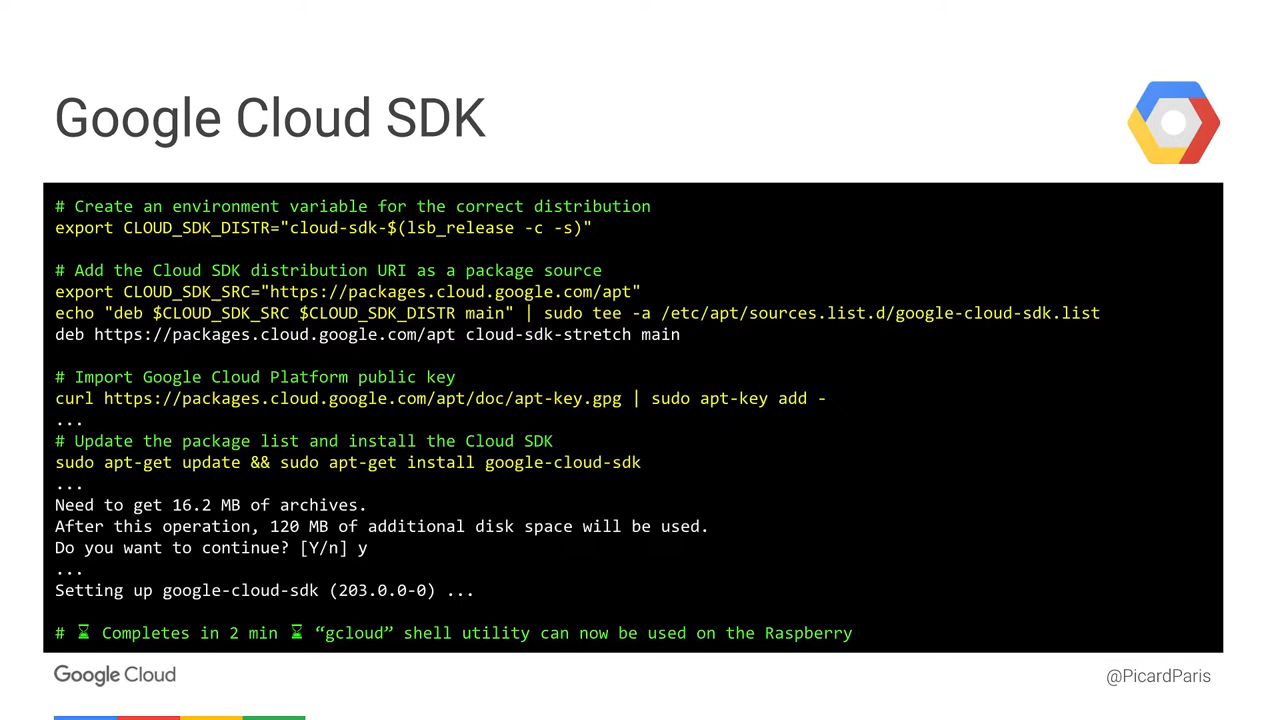 Google Cloud SDK
# Create an environment variable for the correct distribution
export CLOUD_SDK_DISTR="cloud-sdk-$(lsb_release -c -s)"
# Add the Cloud SDK distribution URI as a package source
export CLOUD_SDK_SRC="https://packages.cloud.google.com/apt"
echo "deb $CLOUD_SDK_SRC $CLOUD_SDK_DISTR main" | sudo tee -a /etc/apt/sources.list.d/google-cloud-sdk.list
deb https://packages.cloud.google.com/apt cloud-sdk-stretch main
# Import Google Cloud Platform public key
curl https://packages.cloud.google.com/apt/doc/apt-key.gpg | sudo apt-key add -
...
# Update the package list and install the Cloud SDK
sudo apt-get update && sudo apt-get install google-cloud-sdk
...
Need to get 16.2 MB of archives.
After this operation, 120 MB of additional disk space will be used.
Do you want to continue? [Y/n] y
...
Setting up google-cloud-sdk (203.0.0-0) ...
# ⌛ Completes in 2 min ⌛ “gcloud” shell utility can now be used on the Raspberry
Google Cloud
@PicardParis